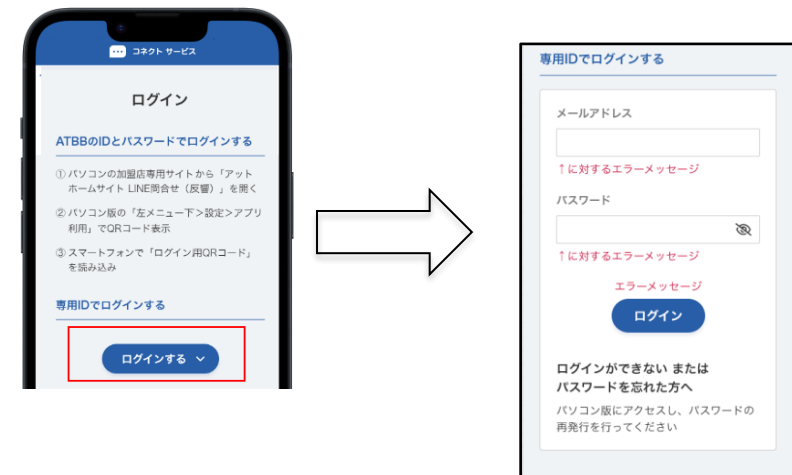 コネクト サービス
ログイン
ATBBのIDとパスワードでログインする
① パソコンの加盟店専用サイトから「アット
ホームサイト LINE問合せ（反響）」を開く
② パソコン版の「左メニュー下＞設定＞アプリ
利用」でQRコード表示
③ スマートフォンで「ログイン用QRコード」
を読み込み
専用IDでログインする
ログインする
専用IDでログインする
メールアドレス
↑に対するエラーメッセージ
パスワード
↑に対するエラーメッセージ
エラーメッセージ
ログイン
ログインができない または
パスワードを忘れた方へ
パソコン版にアクセスし、パスワードの
再発行を行ってください